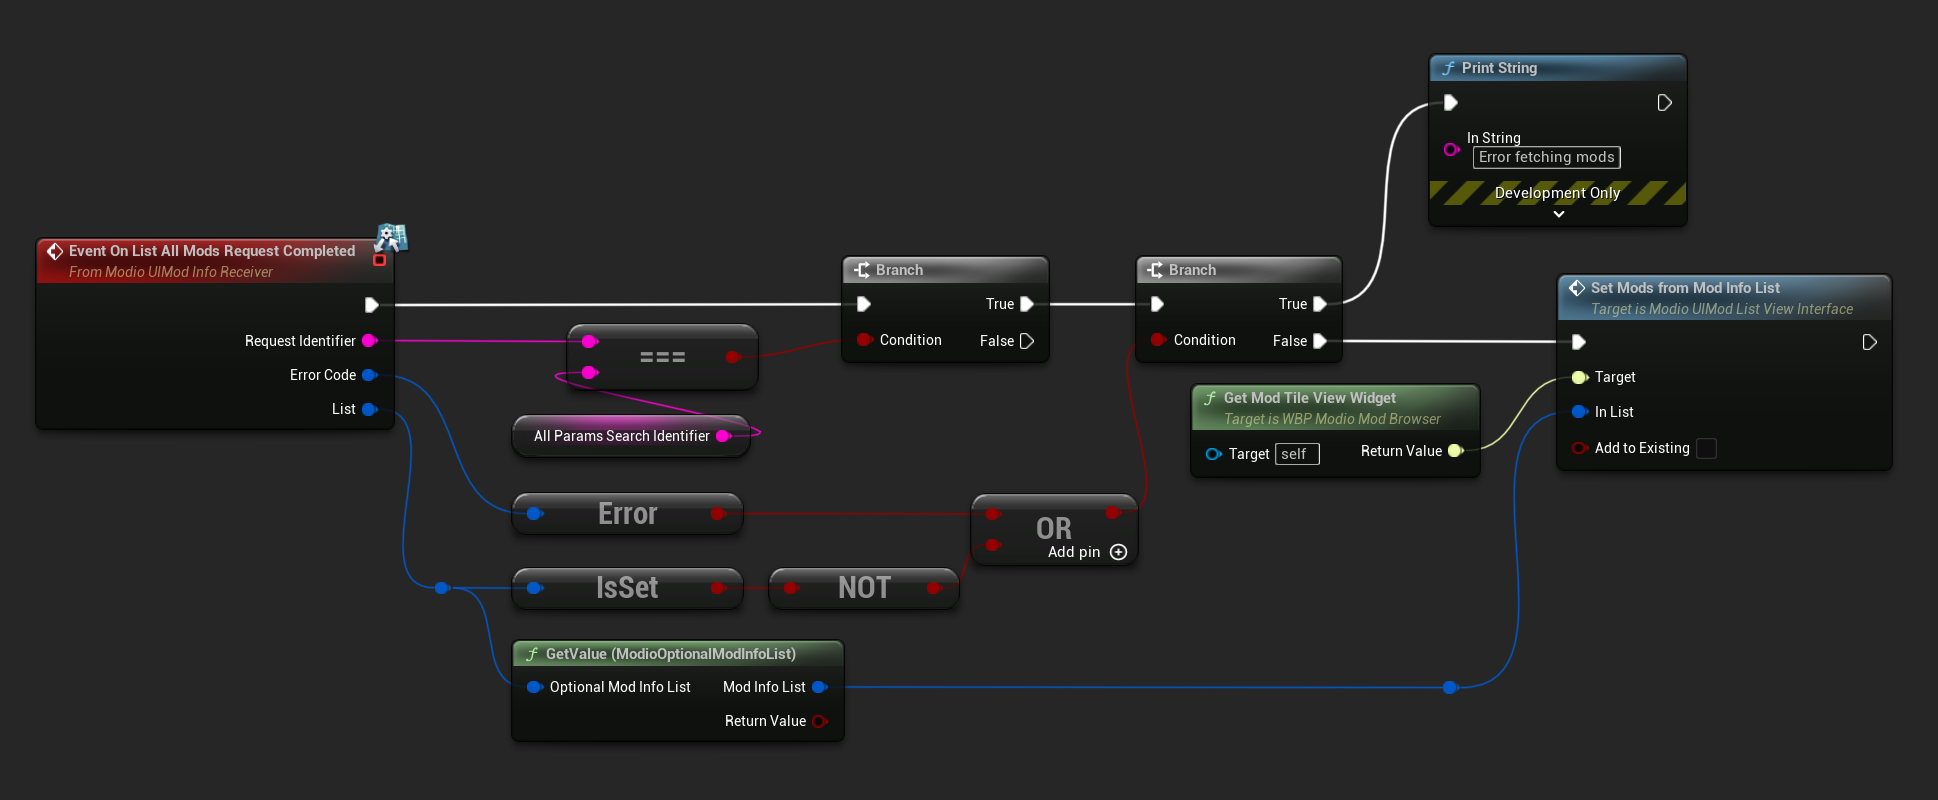 Print String
In String
Error fetching mods
Development Only
Event On List All Mods Request Completed
From Modio UIMod Info Receiver
Request Identifier
Error Code
List
===
All Params Search Identifier
Branch
True
Condition
False
Branch
True
Condition
False
Set Mods from Mod Info List
Target is Modio UIMod List View Interface
Target
In List
Add to Existing
Get Mod Tile View Widget
Target is WBP Modio Mod Browser
Target self Return Value
Error
OR
Add pin
IsSet
NOT
GetValue (ModioOptionalModInfoList)
Optional Mod Info List Mod Info List
Return Value